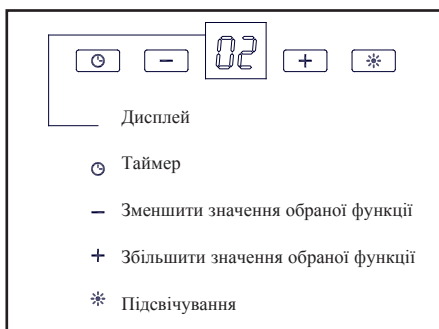 02
Дисплей
Таймер
− Зменшити значення обраної функції
+ Збільшити значення обраної функції
Підсвічування